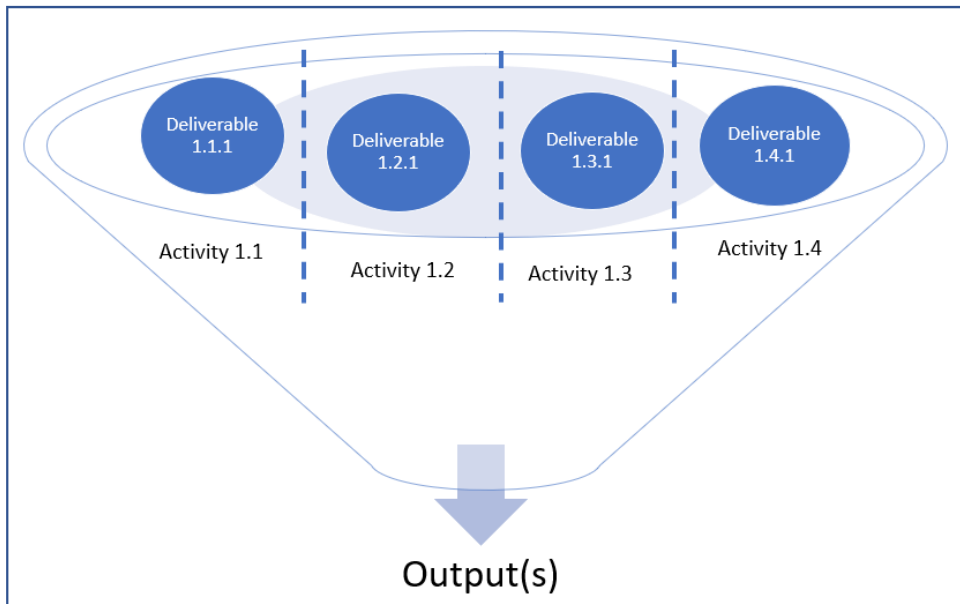 Deliverable
1.1.1
Deliverable
1.2.1
Deliverable
1.3.1
Deliverable
1.4.1
Activity 1.1
Activity 1.2
Activity 1.3
Activity 1.4
Output(s)